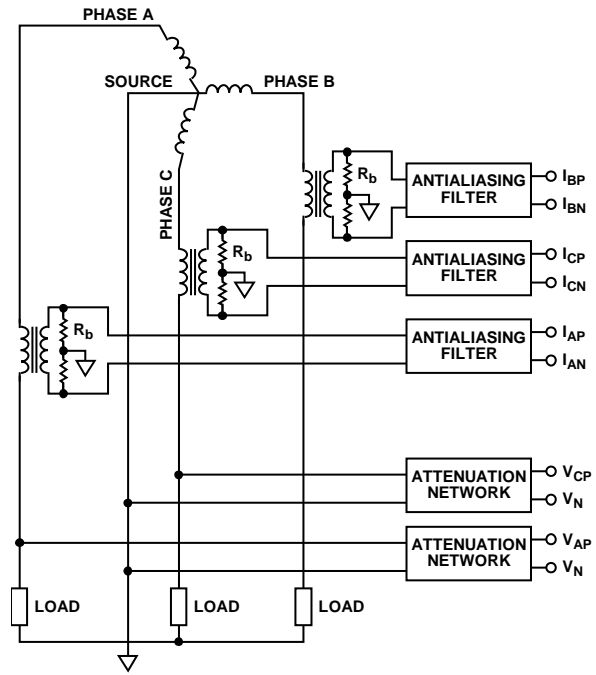 PHASE A
SOURCE
PHASE B
PHASE C
Rb
ANTIALIASING
FILTER
IBP
IBN
Rb
ANTIALIASING
FILTER
ICP
ICN
Rb
ANTIALIASING
FILTER
IAP
IAN
ATTENUATION
NETWORK
VCP
VN
ATTENUATION
NETWORK
VAP
VN
LOAD
LOAD
LOAD